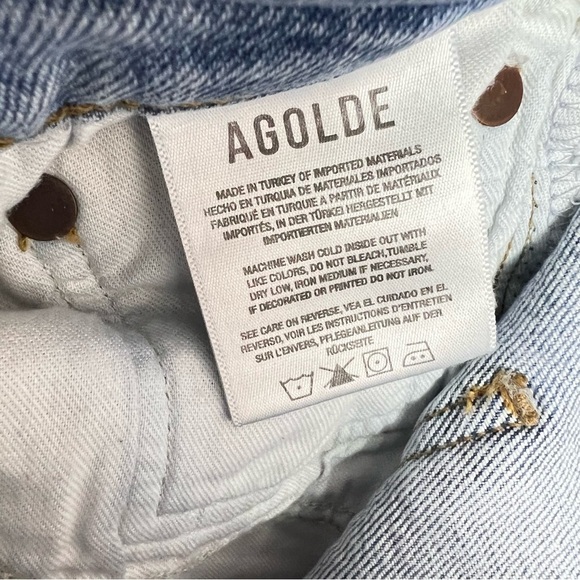 AGOLDE
MADE IN TURKEY OF IMPORTED MATERIALS
HECHO EN TURQUIA DE MATERIALES IMPORTADOS
FABRIQUÉ EN TURQUIE A PARTIR DE MATÉRIAUX
IMPORTÉS, IN DER TÜRKEI HERGESTELLT MIT
IMPORTIERTEN MATERIALIEN
MACHINE WASH COLD INSIDE OUT WITH
LIKE COLORS, DO NOT BLEACH,TUMBLE
DRY LOW, IRON MEDIUM IF NECESSARY,
IF DECORATED OR PRINTED DO NOT IRON.
SEE CARE ON REVERSE, VEA EL CUIDADO EN EL
REVERSO, VOIR LES INSTRUCTIONS D'ENTRETIEN
SUR L'ENVERS, PFLEGEANLEITUNG AUF DER
RÜCKSEITE